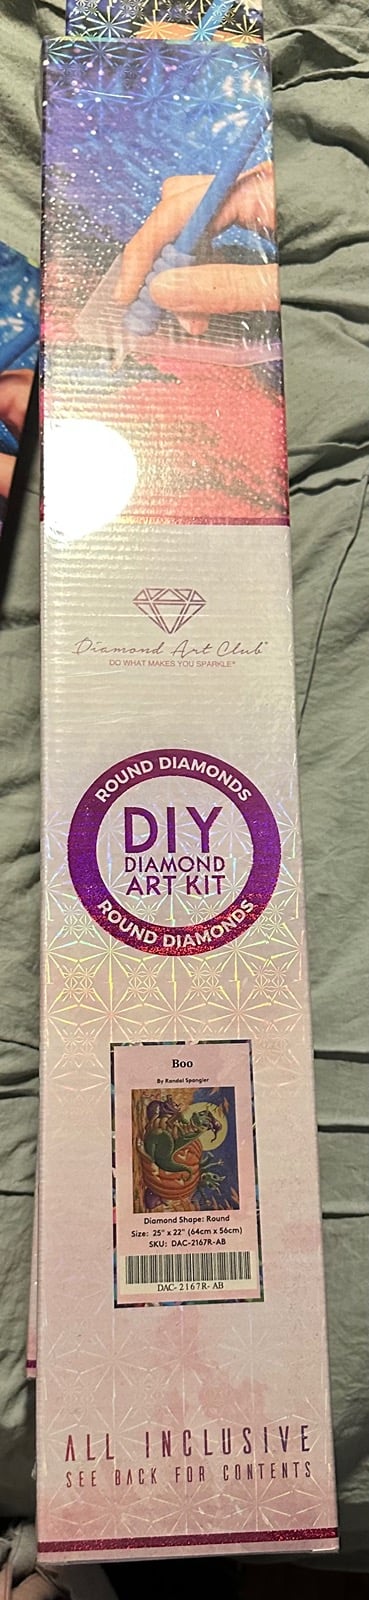 Diamond Art Club™
DO WHAT MAKES YOU SPARKLE®
ROUND DIAMONDS
DIY
DIAMOND
ART KIT
ROUND DIAMONDS
Boo
By Randal Spangler
Diamond Shape: Round
Size: 25" x 22" (64cm x 56cm)
SKU: DAC-2167R-AB
DAC-2167R-AB
ALL INCLUSIVE
SEE BACK FOR CONTENTS